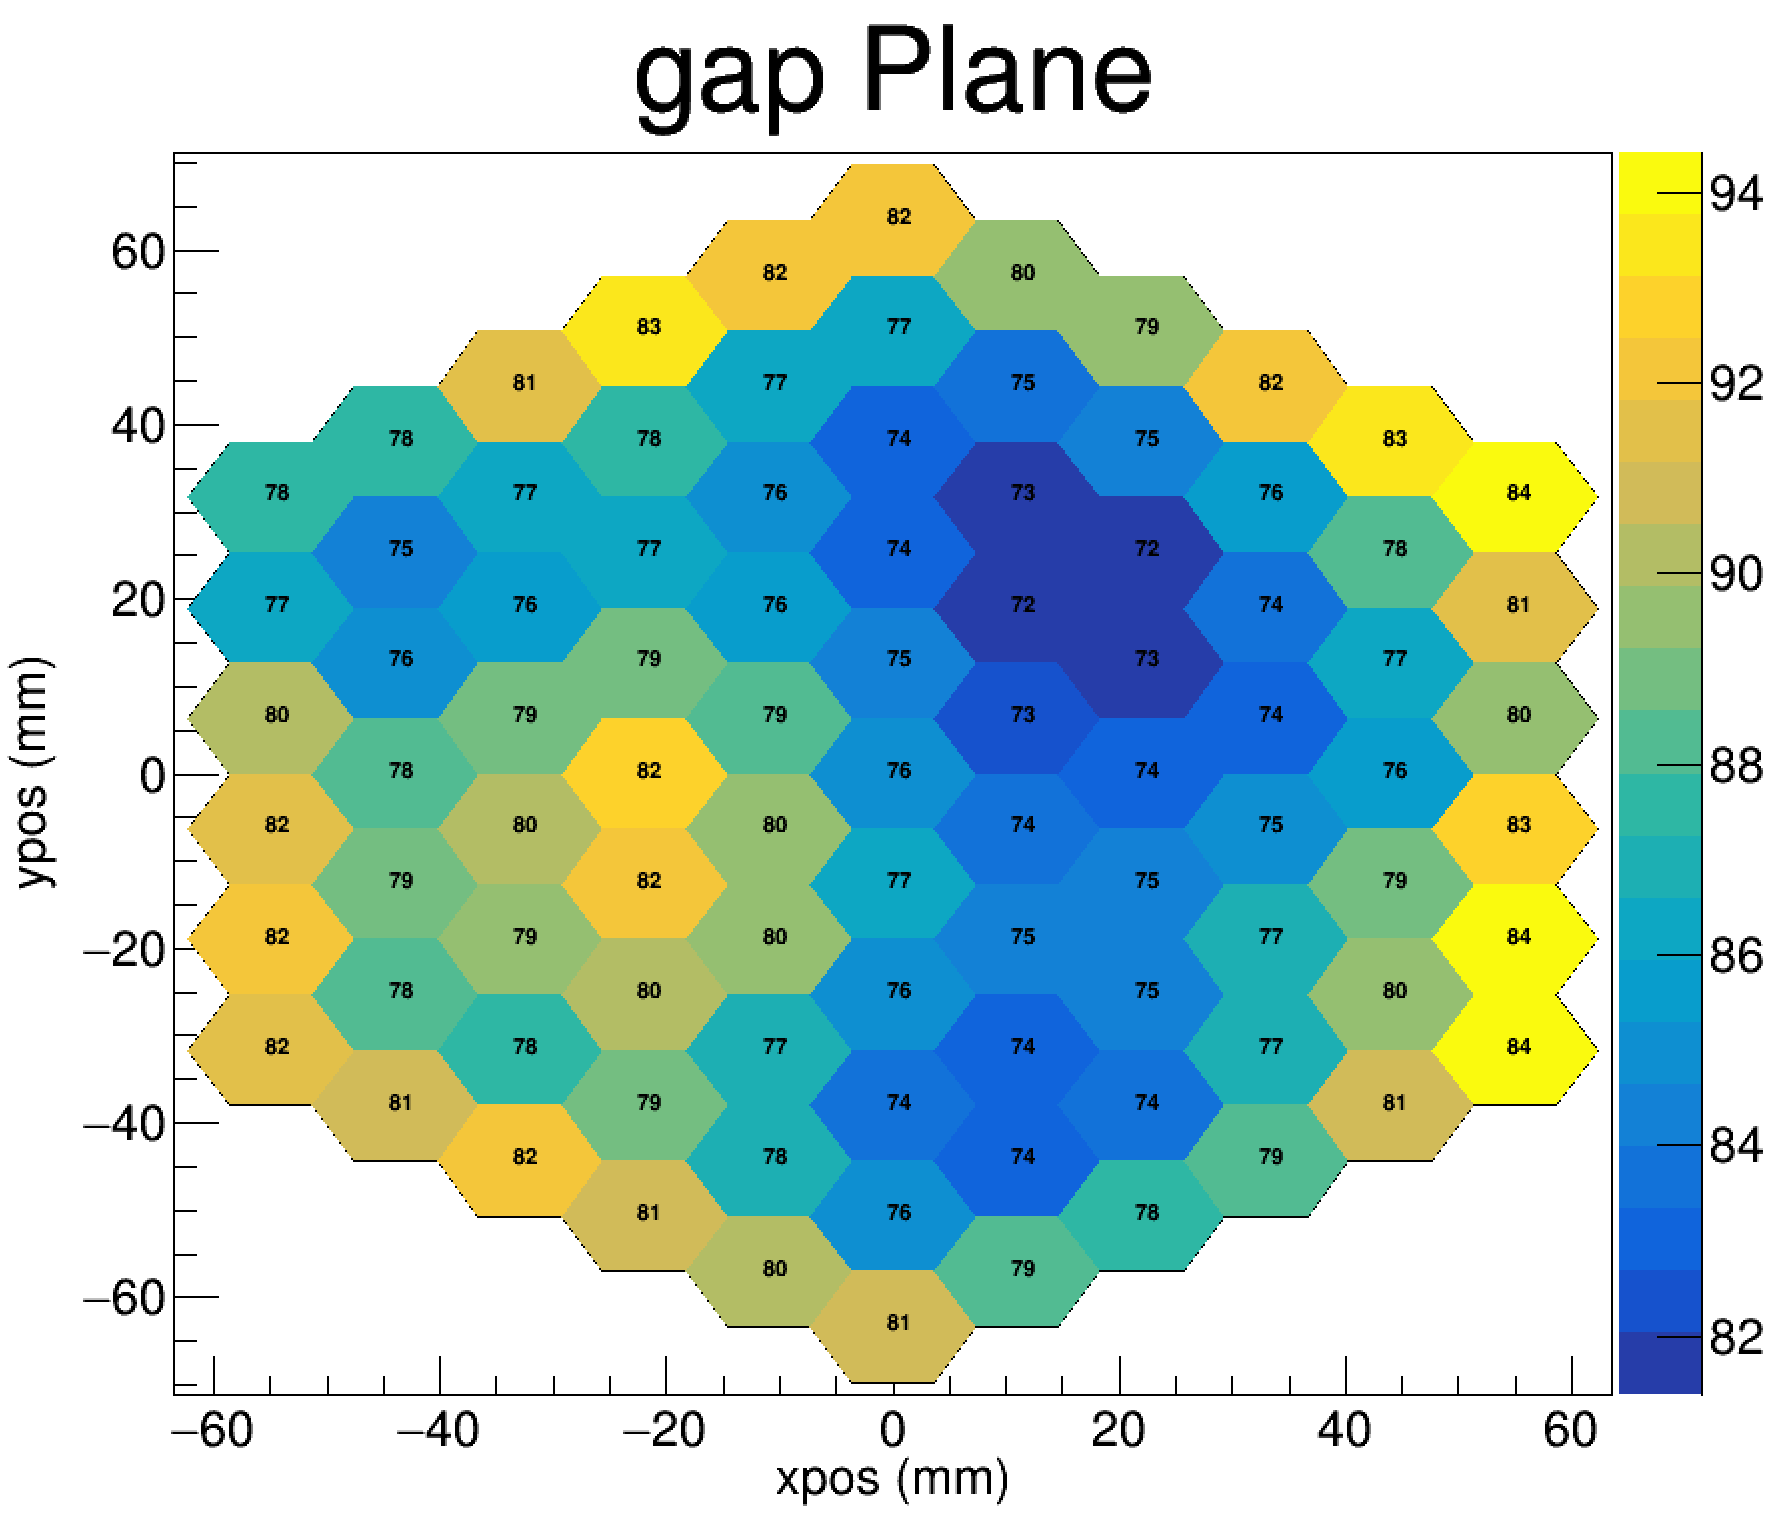 gap Plane
82
82 80
83 77 79
81 77 75 82
78 78 74 75 83
78 77 76 73 76 84
75 77 74 72 78
77 76 76 72 74 81
76 79 75 73 77
80 79 79 73 74 80
78 82 76 74 76
82 80 80 74 75 83
79 82 77 75 79
82 79 80 75 77 84
78 80 76 75 80
82 78 77 74 77 84
81 79 74 74 81
82 78 74 79
81 76 78
80 79
81
60
40
20
0
−20
−40
−60
ypos (mm)
−60 −40 −20 0 20 40 60
xpos (mm)
94
92
90
88
86
84
82